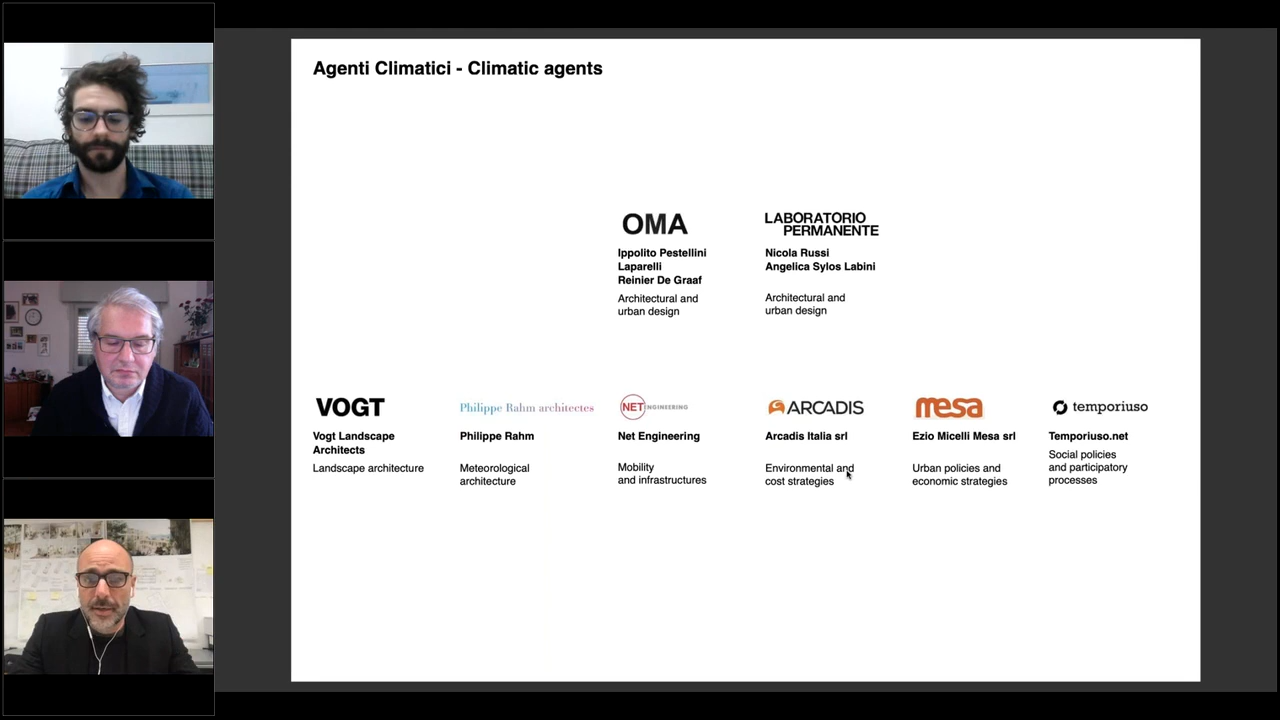 Agenti Climatici - Climatic agents
OMA
Ippolito Pestellini
Laparelli
Reinier De Graaf
Architectural and
urban design
LABORATORIO
PERMANENTE
Nicola Russi
Angelica Sylos Labini
Architectural and
urban design
VOGT
Vogt Landscape
Architects
Landscape architecture
Philippe Rahm architectes
Philippe Rahm
Meteorological
architecture
NET ENGINEERING
Net Engineering
Mobility
and infrastructures
ARCADIS
Arcadis Italia srl
Environmental and
cost strategies
mesa
Ezio Micelli Mesa srl
Urban policies and
economic strategies
temporiuso
Temporiuso.net
Social policies
and participatory
processes